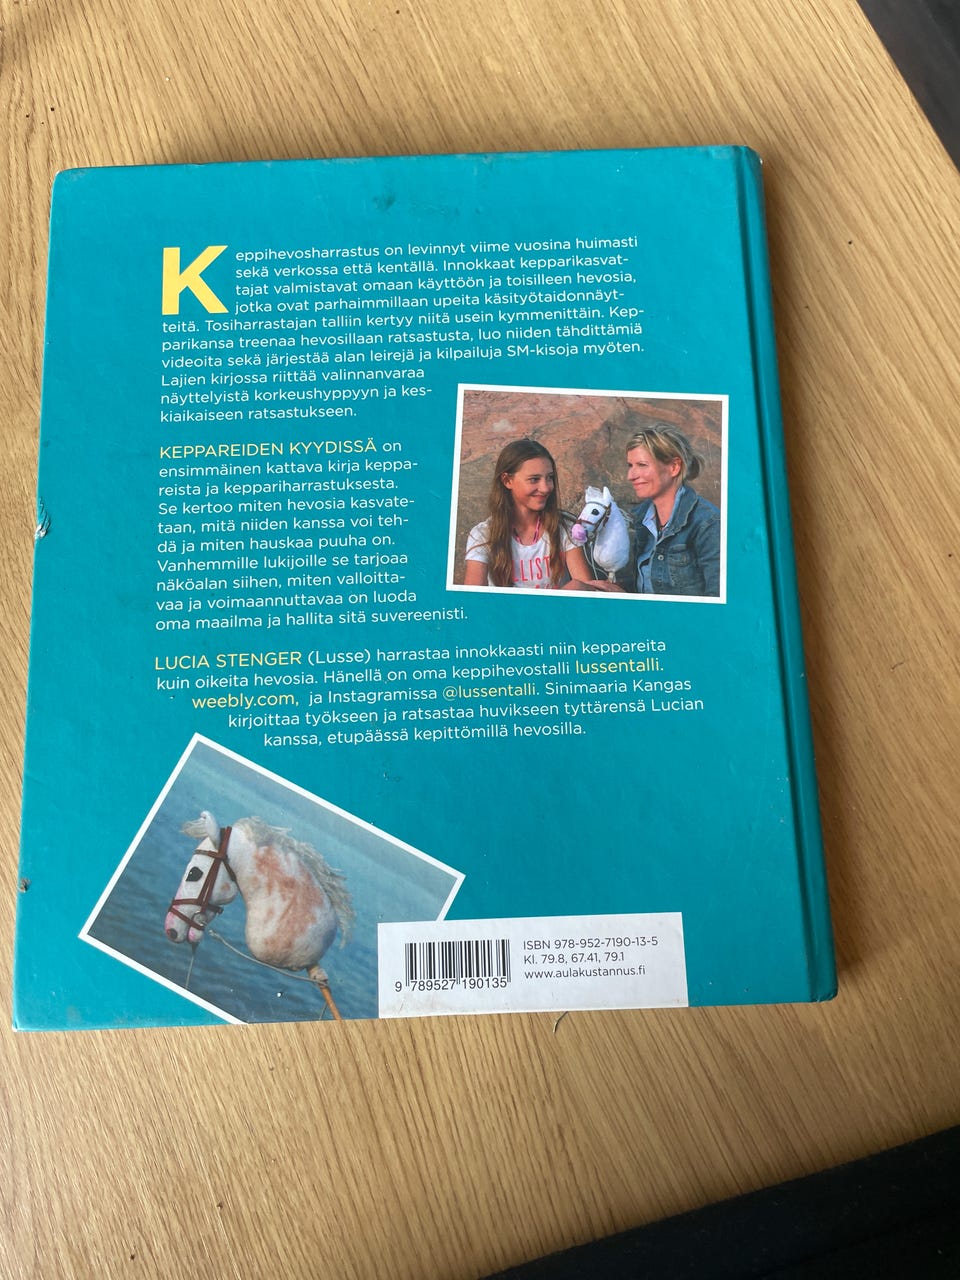 Keppihevosharrastus on levinnyt viime vuosina huimasti
sekä verkossa että kentällä. Innokkaat kepparikasvat-
tajat valmistavat omaan käyttöön ja toisilleen hevosia,
jotka ovat parhaimmillaan upeita käsityötaidonnäyt-
teitä. Tosiharrastajan talliin kertyy niitä usein kymmenittäin. Kep-
parikansa treenaa hevosillaan ratsastusta, luo niiden tähdittämiä
videoita sekä järjestää alan leirejä ja kilpailuja SM-kisoja myöten.
Lajien kirjossa riittää valinnanvaraa
näyttelyistä korkeushyppyyn ja kes-
kiaikaiseen ratsastukseen.
KEPPAREIDEN KYYDISSÄ on
ensimmäinen kattava kirja keppa-
reista ja keppariharrastuksesta.
Se kertoo miten hevosia kasvate-
taan, mitä niiden kanssa voi teh-
dä ja miten hauskaa puuha on.
Vanhemmille lukijoille se tarjoaa
näköalan siihen, miten valloitta-
vaa ja voimaannuttavaa on luoda
oma maailma ja hallita sitä suvereenisti.
LLIST
LUCIA STENGER (Lusse) harrastaa innokkaasti niin keppareita
kuin oikeita hevosia. Hänellä on oma keppihevostalli lussentalli.
weebly.com, ja Instagramissa @lussentalli. Sinimaaria Kangas
kirjoittaa työkseen ja ratsastaa huvikseen tyttärensä Lucian
kanssa, etupäässä kepittömillä hevosilla.
ISBN 978-952-7190-13-5
Kl. 79.8, 67.41, 79.1
www.aulakustannus.fi
9 789527 190135